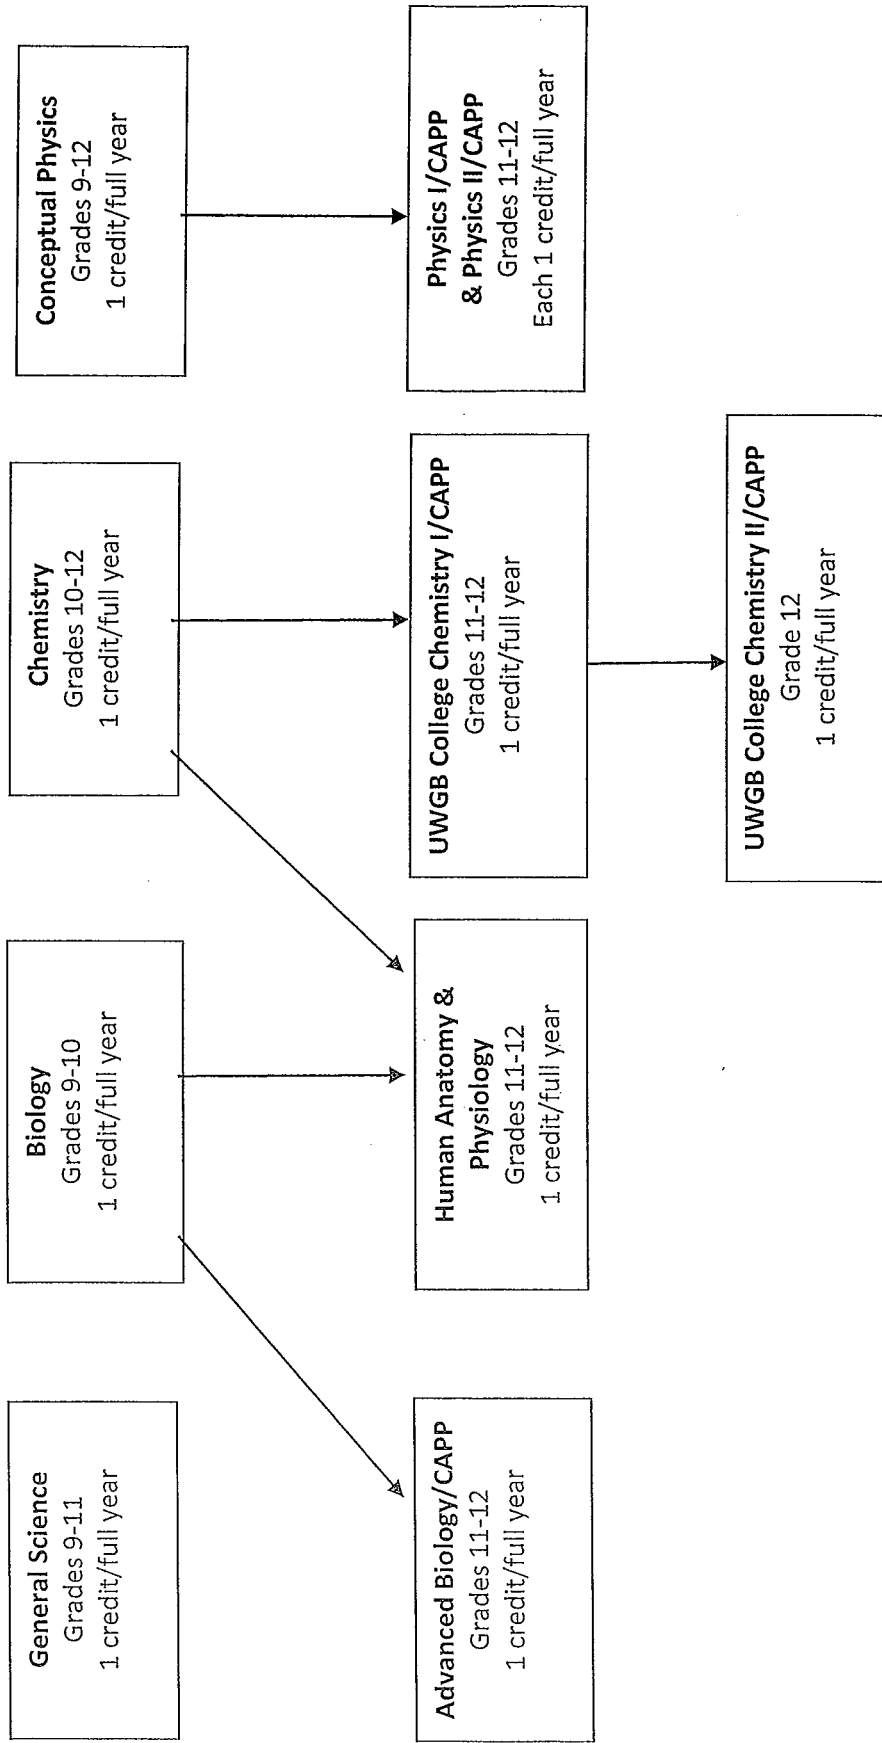 General Science
Grades 9-11
1 credit/full year
Biology
Grades 9-10
1 credit/full year
Chemistry
Grades 10-12
1 credit/full year
Conceptual Physics
Grades 9-12
1 credit/full year
Advanced Biology/CAPP
Grades 11-12
1 credit/full year
Human Anatomy &
Physiology
Grades 11-12
1 credit/full year
UWGB College Chemistry I/CAPP
Grades 11-12
1 credit/full year
Physics I/CAPP
& Physics II/CAPP
Grades 11-12
Each 1 credit/full year
UWGB College Chemistry II/CAPP
Grade 12
1 credit/full year